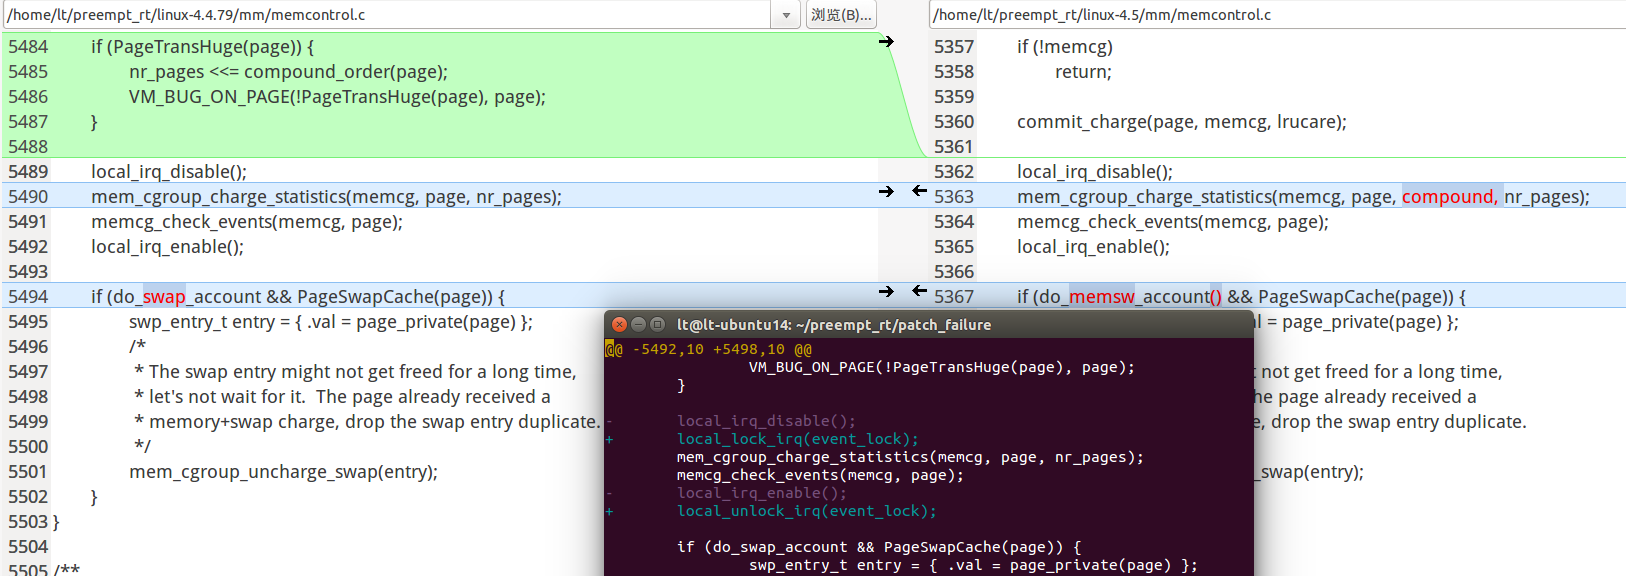 /home/lt/preempt_rt/linux-4.4.79/mm/memcontrol.c
浏览(B)...
5484 if (PageTransHuge(page)) {
5485 nr_pages <<= compound_order(page);
5486 VM_BUG_ON_PAGE(!PageTransHuge(page), page);
5487 }
5488
5489 local_irq_disable();
5490 mem_cgroup_charge_statistics(memcg, page, nr_pages);
5491 memcg_check_events(memcg, page);
5492 local_irq_enable();
5493
5494 if (do_swap_account && PageSwapCache(page)) {
5495 swp_entry_t entry = { .val = page_private(page) };
5496 /*
5497 * The swap entry might not get freed for a long time,
5498 * let's not wait for it.  The page already received a
5499 * memory+swap charge, drop the swap entry duplicate.
5500 */
5501 mem_cgroup_uncharge_swap(entry);
5502 }
5503 }
5504
5505 /**
/home/lt/preempt_rt/linux-4.5/mm/memcontrol.c
5357 if (!memcg)
5358 return;
5359
5360 commit_charge(page, memcg, lrucare);
5361
5362 local_irq_disable();
5363 mem_cgroup_charge_statistics(memcg, page, compound, nr_pages);
5364 memcg_check_events(memcg, page);
5365 local_irq_enable();
5366
5367 if (do_memsw_account() && PageSwapCache(page)) {
= page_private(page) };
not get freed for a long time,
page already received a
, drop the swap entry duplicate.
_swap(entry);
lt@lt-ubuntu14: ~/preempt_rt/patch_failure
@@ -5492,10 +5498,10 @@
VM_BUG_ON_PAGE(!PageTransHuge(page), page);
}
- local_irq_disable();
+ local_lock_irq(event_lock);
mem_cgroup_charge_statistics(memcg, page, nr_pages);
memcg_check_events(memcg, page);
- local_irq_enable();
+ local_unlock_irq(event_lock);
if (do_swap_account && PageSwapCache(page)) {
swp_entry_t entry = { .val = page_private(page) };